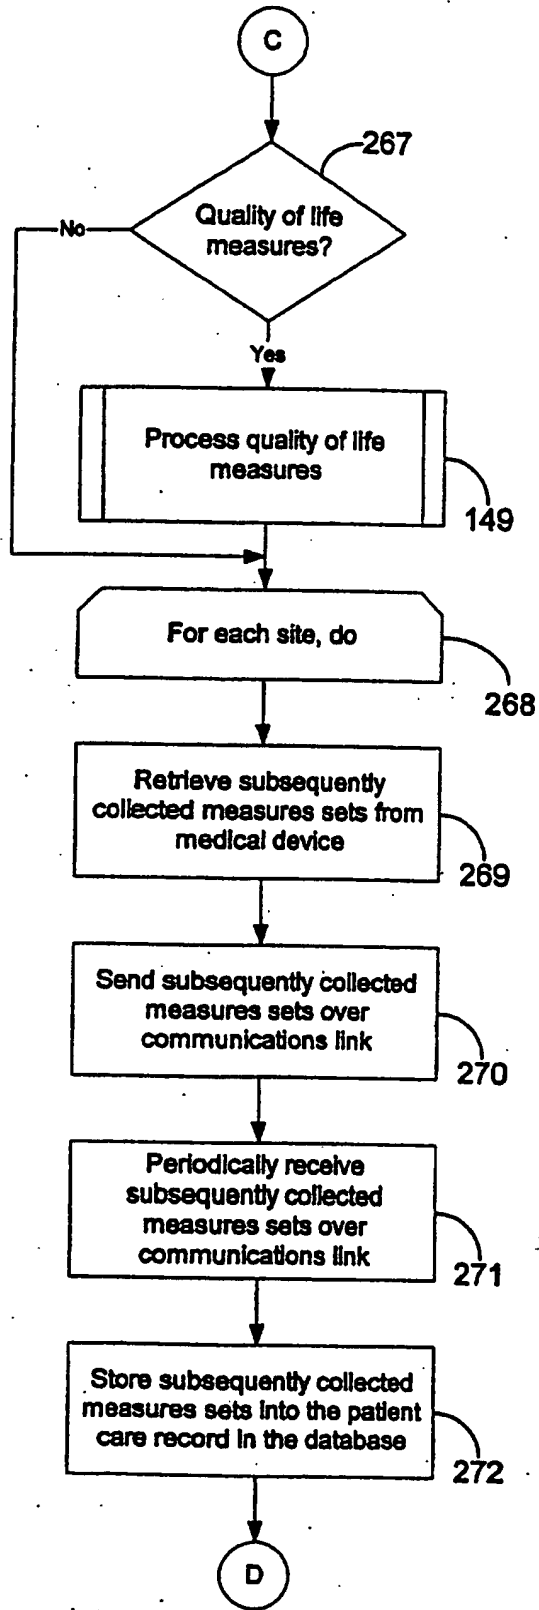 C
267
Quality of life
measures?
No
Yes
Process quality of life
measures
149
For each site, do
268
Retrieve subsequently
collected measures sets from
medical device
269
Send subsequently collected
measures sets over
communications link
270
Periodically receive
subsequently collected
measures sets over
communications link
271
Store subsequently collected
measures sets into the patient
care record in the database
272
D